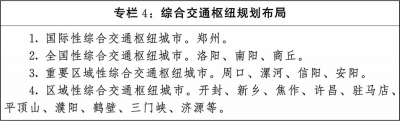 专栏 4：综合交通枢纽规划布局
1. 国际性综合交通枢纽城市。郑州。
2. 全国性综合交通枢纽城市。洛阳、南阳、商丘。
3. 重要区域性综合交通枢纽城市。周口、漯河、信阳、安阳。
4. 区域性综合交通枢纽城市。开封、新乡、焦作、许昌、驻马店、
平顶山、濮阳、鹤壁、三门峡、济源等。